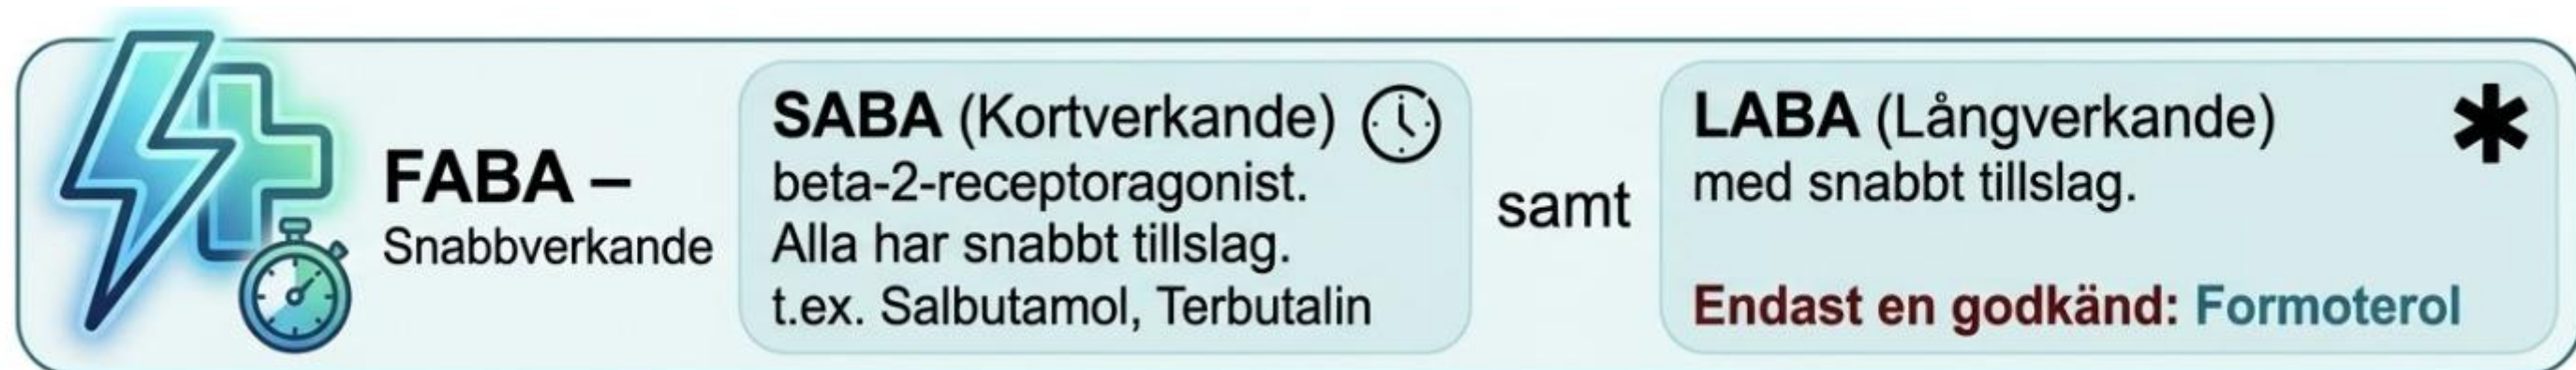 FABA –
Snabbverkande
SABA (Kortverkande)
beta-2-receptoragonist.
Alla har snabbt tillslag.
t.ex. Salbutamol, Terbutalin
samt
LABA (Långverkande)
med snabbt tillslag.
Endast en godkänd: Formoterol